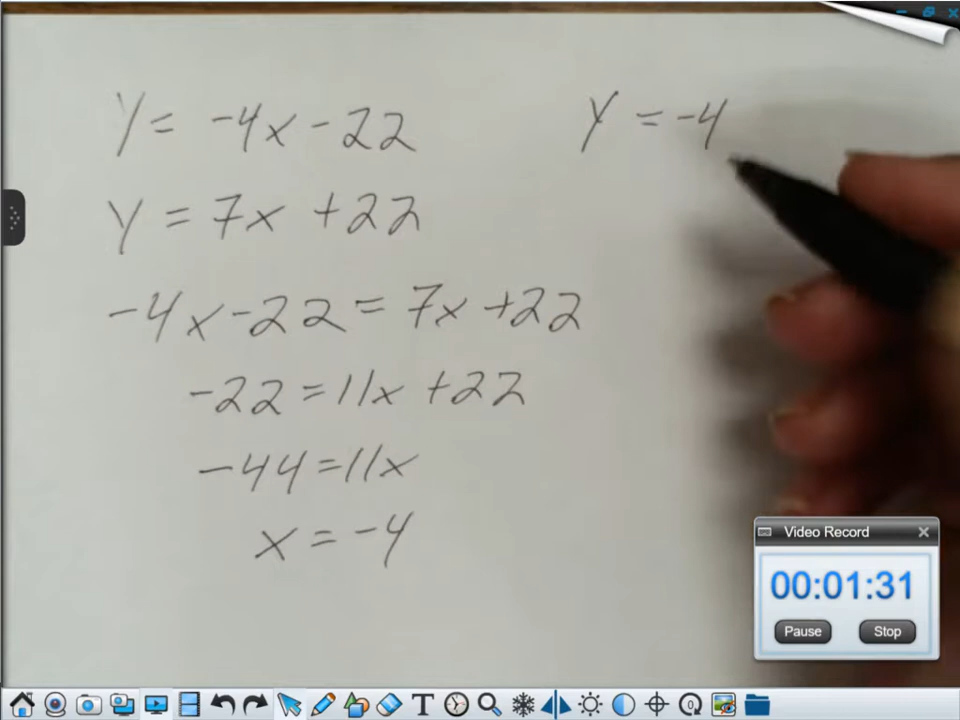 y = -4x - 22
y = 7x + 22
-4x - 22 = 7x + 22
-22 = 11x + 22
-44 = 11x
x = -4
y = -4
Video Record
00:01:31
Pause
Stop
T